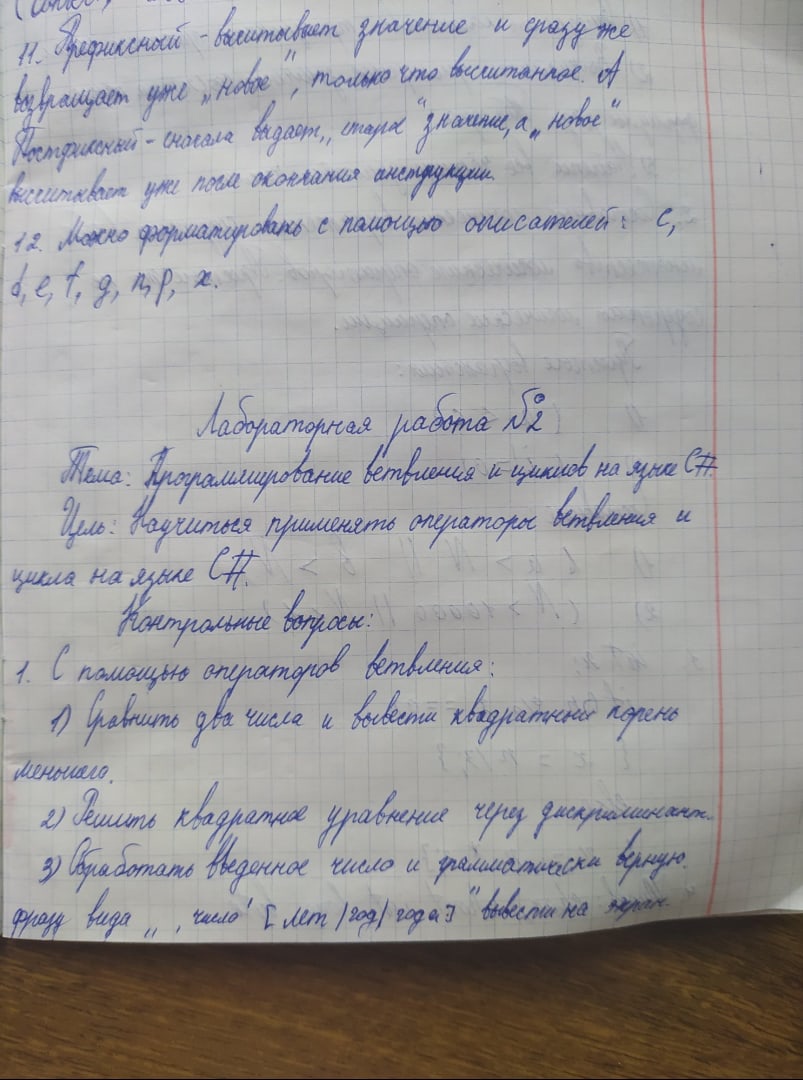 11. Префиксный - высчитывает значение и сразу же
возвращает уже „новое", только что высчитанное. А
Постфиксный - сначала выдает „старое" значение, а „новое"
высчитывает уже после окончания инструкции.
12. Можно форматировать с помощью описателей: c,
d, e, f, g, n, p, x.
Лабораторная работа №2
Тема: Программирование ветвления и циклов на языке C#.
Цель: Научиться применять операторы ветвления и
цикла на языке C#.
Контрольные вопросы:
1. С помощью операторов ветвления:
1) Сравнить два числа и вывести квадратный корень
меньшего.
2) Решить квадратное уравнение через дискриминант.
3) Обработать введенное число и грамматически верную
фразу вида „ , число' [лет/год/года]" вывести на экран.